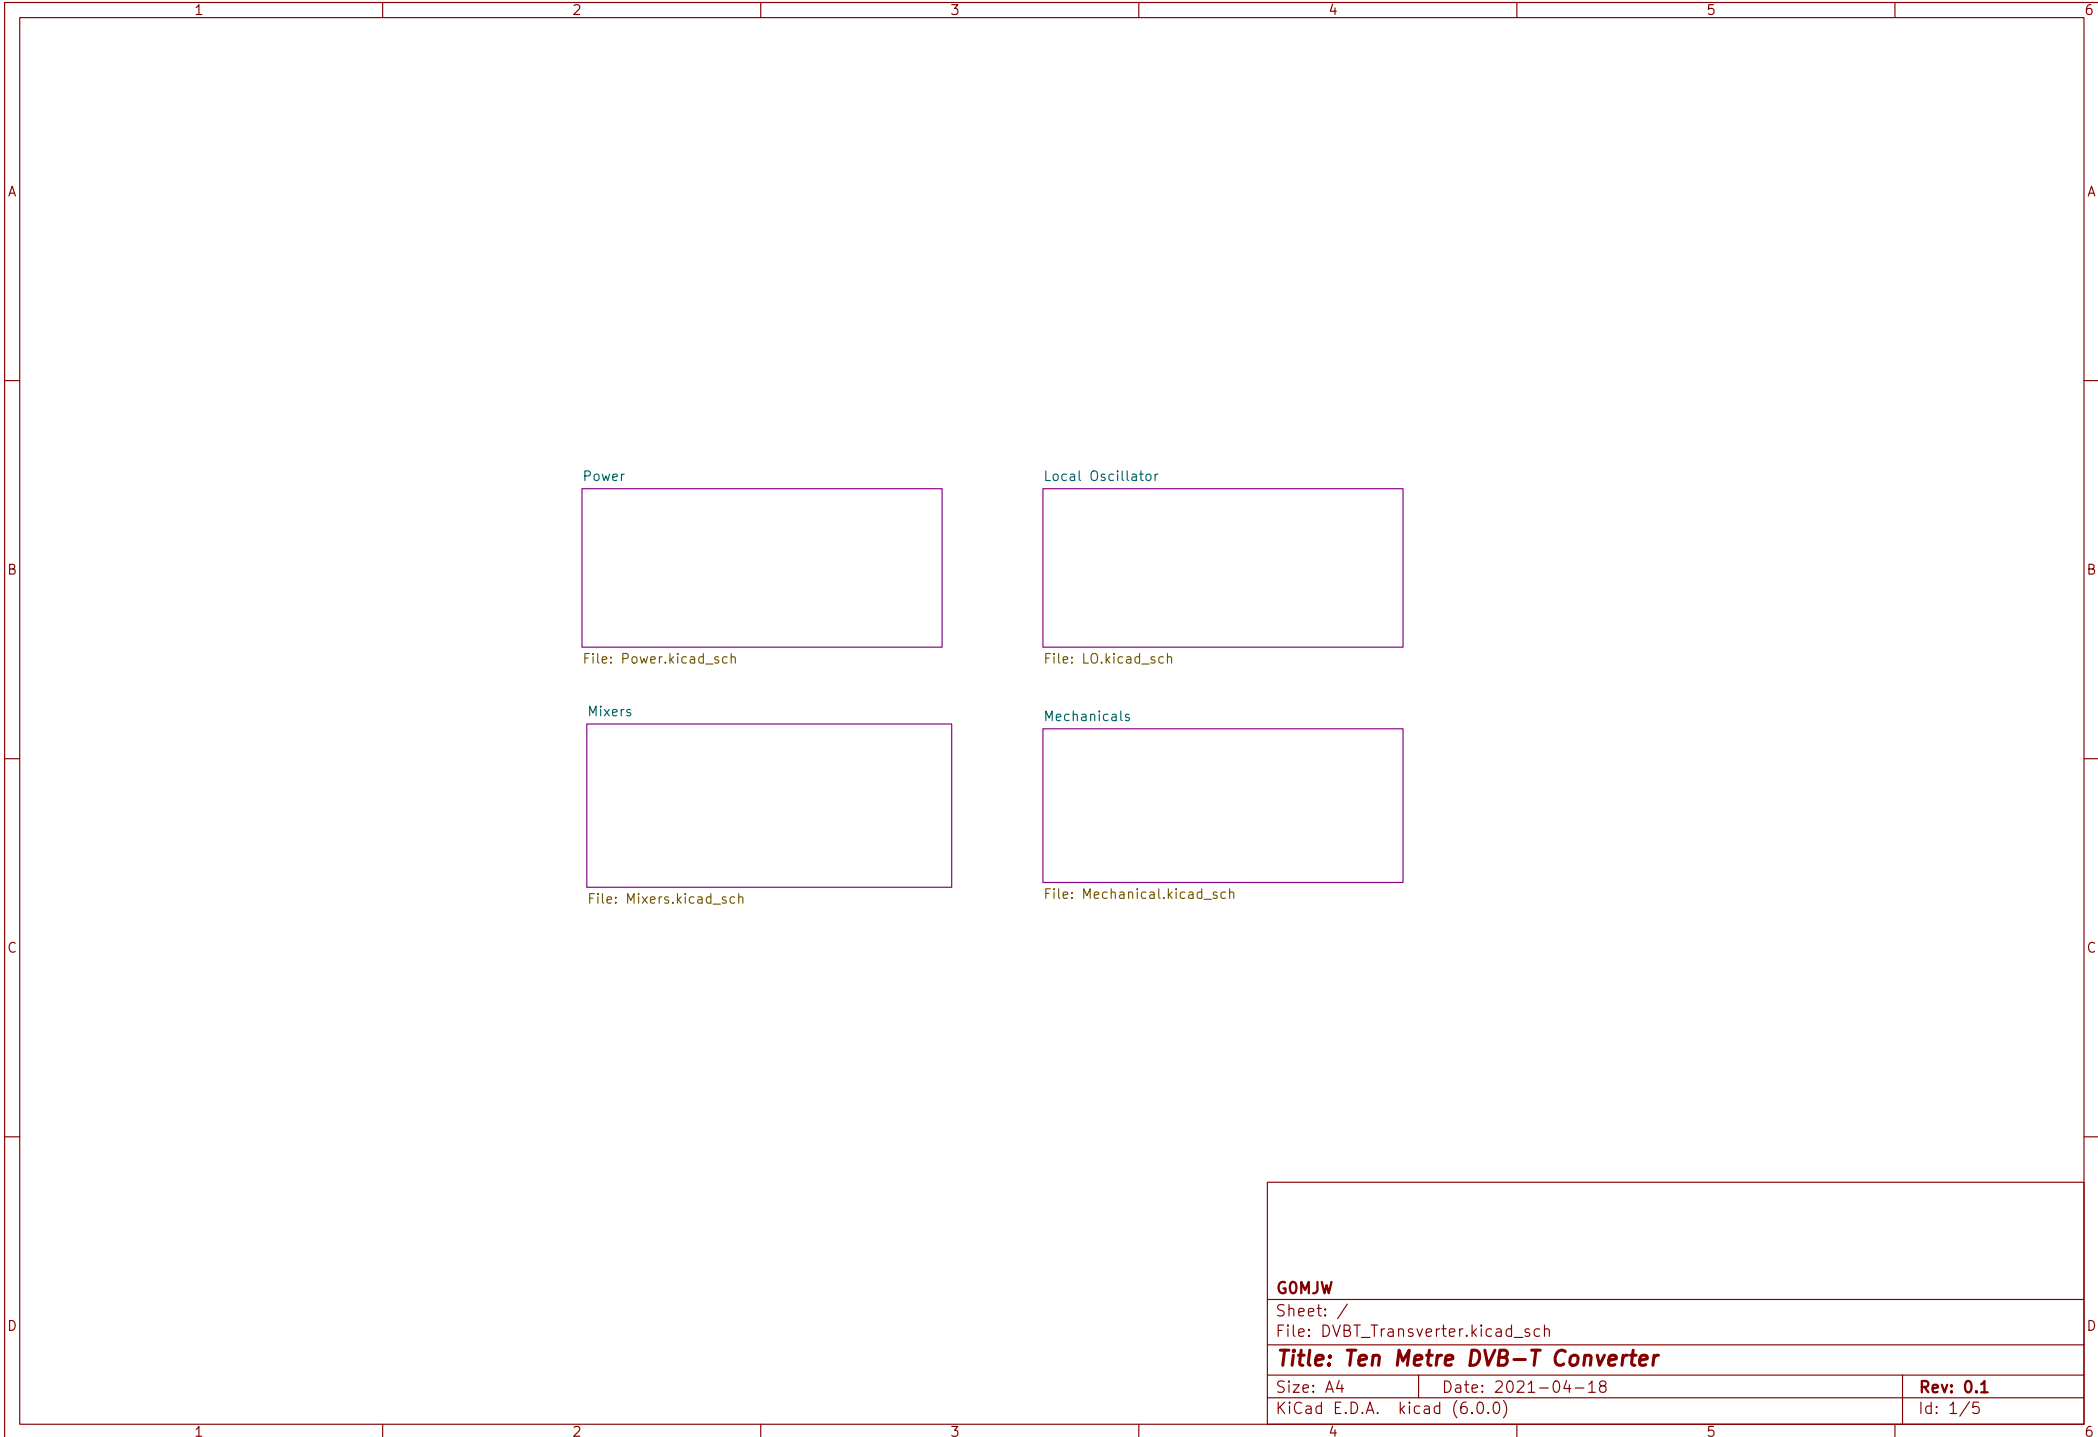 1 2 3 4 5 6
A A
Power Local Oscillator
B B
File: Power.kicad_sch File: LO.kicad_sch
Mixers Mechanicals
File: Mixers.kicad_sch File: Mechanical.kicad_sch
C C
G0MJW
Sheet: /
File: DVBT_Transverter.kicad_sch
D D
Title: Ten Metre DVB-T Converter
Size: A4 Date: 2021-04-18 Rev: 0.1
KiCad E.D.A. kicad (6.0.0) Id: 1/5
1 2 3 4 5 6